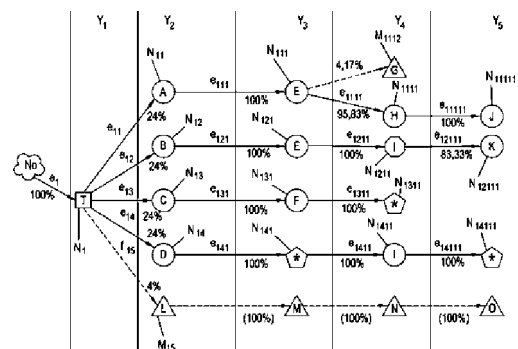 Y1 Y2 Y3 Y4 Y5
N11 N111 M1112 N1111 N11111
A e111 100% E 4,17% G
e1111 95,83% H e11111 100% J
e11 24%
N12 N121
B e121 100% E e1211 100% I e12111 83,33% K
e12 24%
N1211 N12111
No e1 100% T
N13 N131 N1311
e13 C e131 100% F e1311 100% *
24%
N1
e14 24%
N14 N141 N1411 N14111
D e141 100% * e1411 100% I e14111 100% *
f15
4%
L (100%) M (100%) N (100%) O
M15